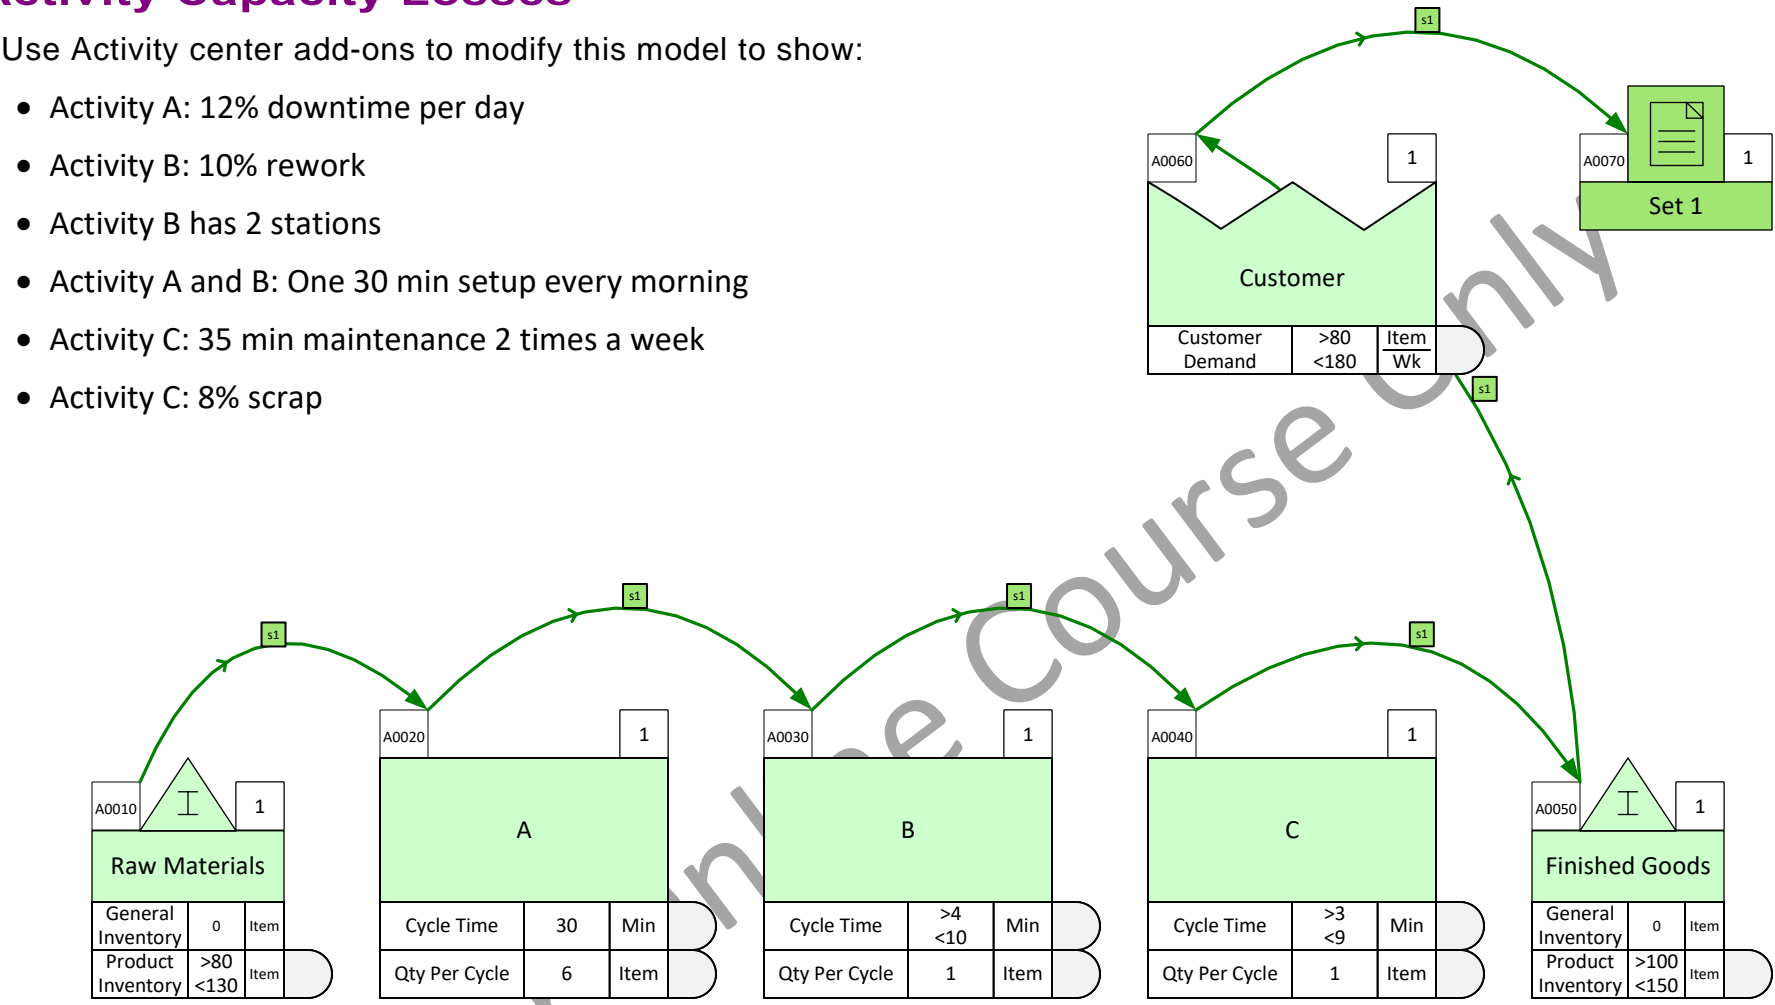 Activity Capacity Losses
Use Activity center add-ons to modify this model to show:
• Activity A: 12% downtime per day
• Activity B: 10% rework
• Activity B has 2 stations
• Activity A and B: One 30 min setup every morning
• Activity C: 35 min maintenance 2 times a week
• Activity C: 8% scrap
s1
A0060
1
A0070
1
Set 1
Customer
Customer Demand
>80
<180
Item
Wk
s1
Course Only
s1
s1
s1
s1
A0010
1
Raw Materials
General Inventory
0
Item
Product Inventory
>80
<130
Item
A0020
1
A
Cycle Time
30
Min
Qty Per Cycle
6
Item
A0030
1
B
Cycle Time
>4
<10
Min
Qty Per Cycle
1
Item
A0040
1
C
Cycle Time
>3
<9
Min
Qty Per Cycle
1
Item
A0050
1
Finished Goods
General Inventory
0
Item
Product Inventory
>100
<150
Item